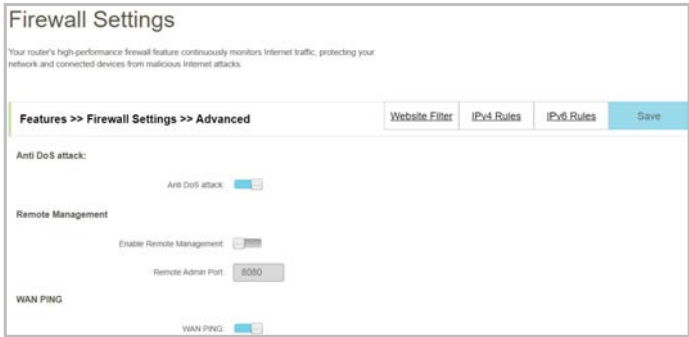 Firewall Settings
Your router's high-performance firewall feature continuously monitors Internet traffic, protecting your
network and connected devices from malicious Internet attacks.
Features >> Firewall Settings >> Advanced
Website Filter
IPv4 Rules
IPv6 Rules
Save
Anti DoS attack:
Anti DoS attack:
Remote Management
Enable Remote Management:
Remote Admin Port: 8080
WAN PING
WAN PING: